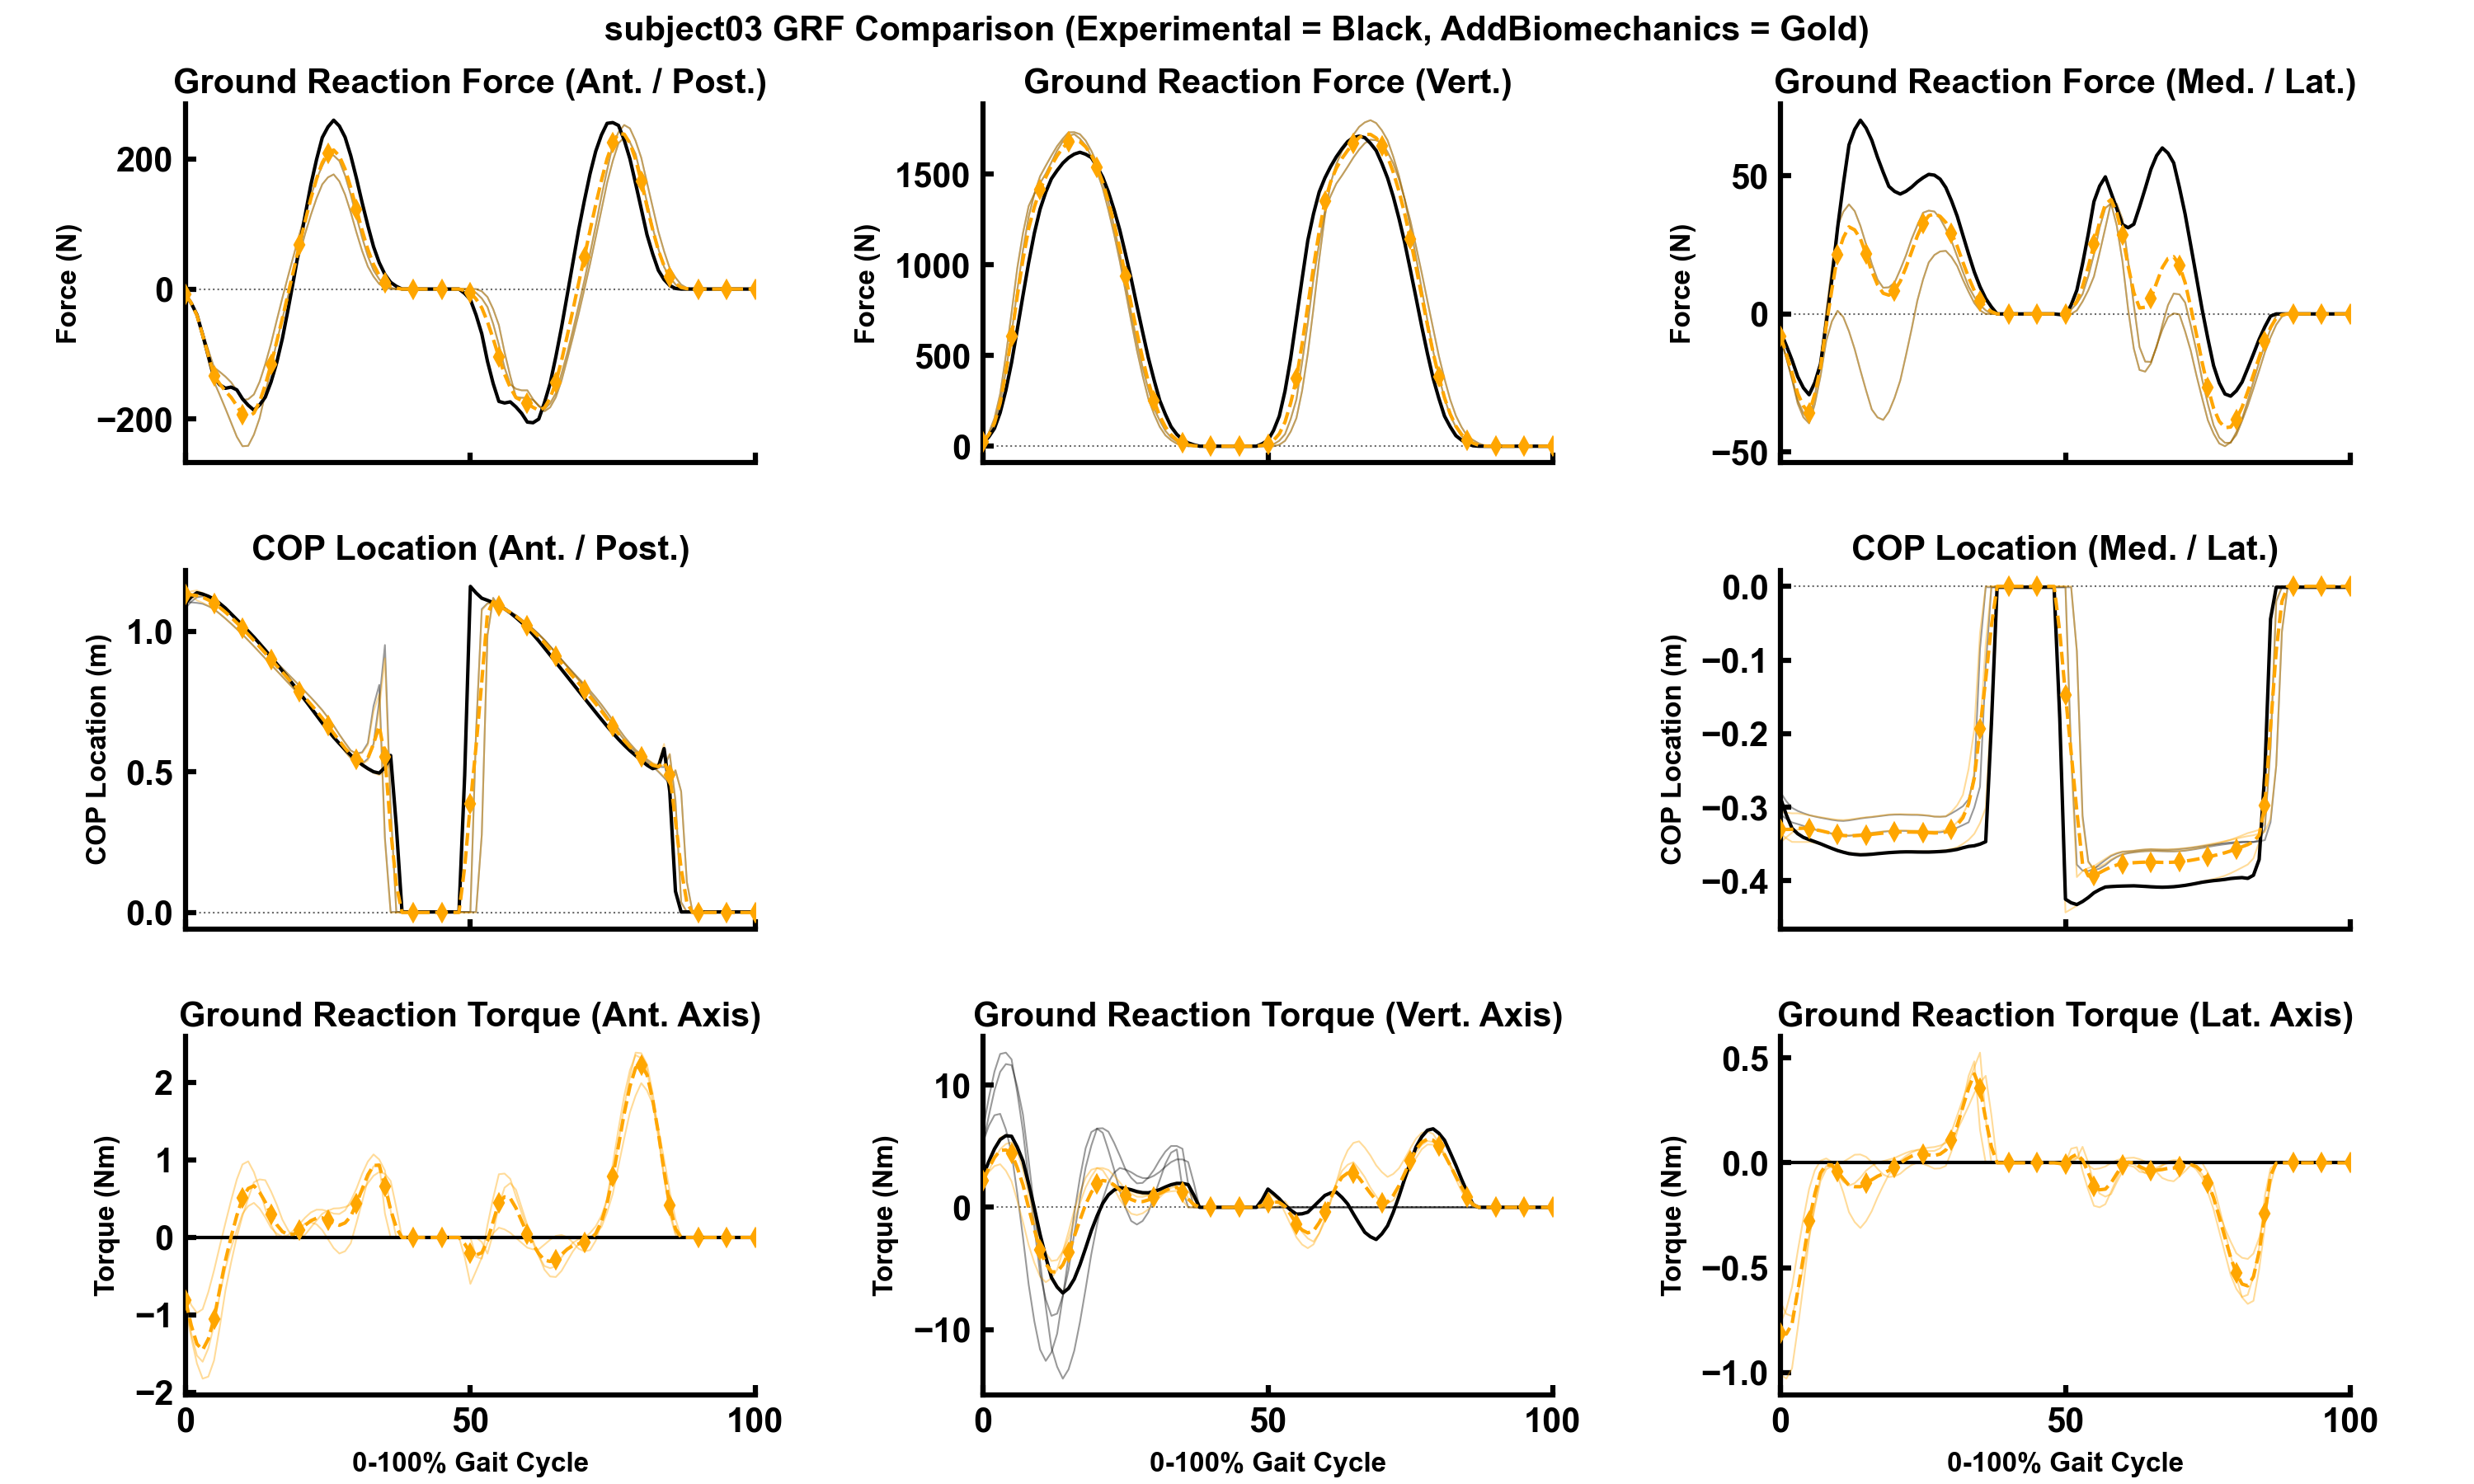 subject03 GRF Comparison (Experimental = Black, AddBiomechanics = Gold)
Ground Reaction Force (Ant. / Post.)
Force (N)
200
0
−200
Ground Reaction Force (Vert.)
Force (N)
1500
1000
500
0
Ground Reaction Force (Med. / Lat.)
Force (N)
50
0
−50
COP Location (Ant. / Post.)
COP Location (m)
1.0
0.5
0.0
COP Location (Med. / Lat.)
COP Location (m)
0.0
−0.1
−0.2
−0.3
−0.4
Ground Reaction Torque (Ant. Axis)
Torque (Nm)
2
1
0
−1
−2
0 50 100
0-100% Gait Cycle
Ground Reaction Torque (Vert. Axis)
Torque (Nm)
10
0
−10
0 50 100
0-100% Gait Cycle
Ground Reaction Torque (Lat. Axis)
Torque (Nm)
0.5
0.0
−0.5
−1.0
0 50 100
0-100% Gait Cycle